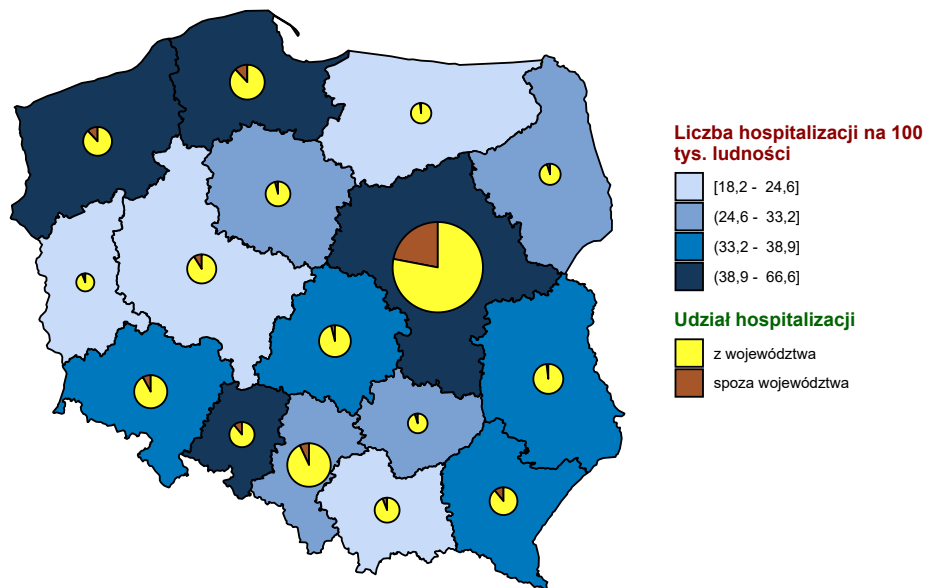 Liczba hospitalizacji na 100
tys. ludności
[18,2 - 24,6]
(24,6 - 33,2]
(33,2 - 38,9]
(38,9 - 66,6]
Udział hospitalizacji
z województwa
spoza województwa